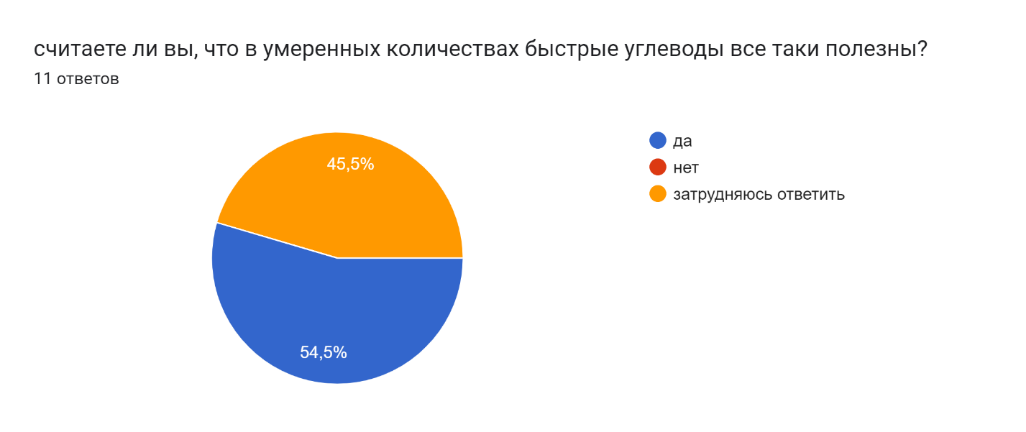 считаете ли вы, что в умеренных количествах быстрые углеводы все таки полезны?
11 ответов
45,5%
54,5%
да
нет
затрудняюсь ответить